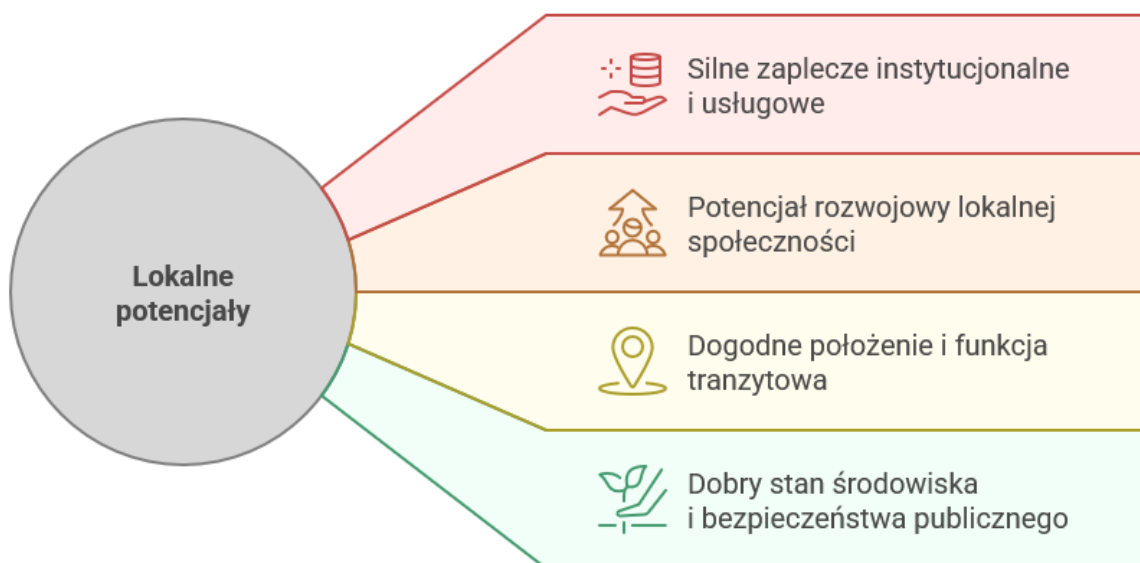 Lokalne
potencjały
Silne zaplecze instytucjonalne
i usługowe
Potencjał rozwojowy lokalnej
społeczności
Dogodne położenie i funkcja
tranzytowa
Dobry stan środowiska
i bezpieczeństwa publicznego